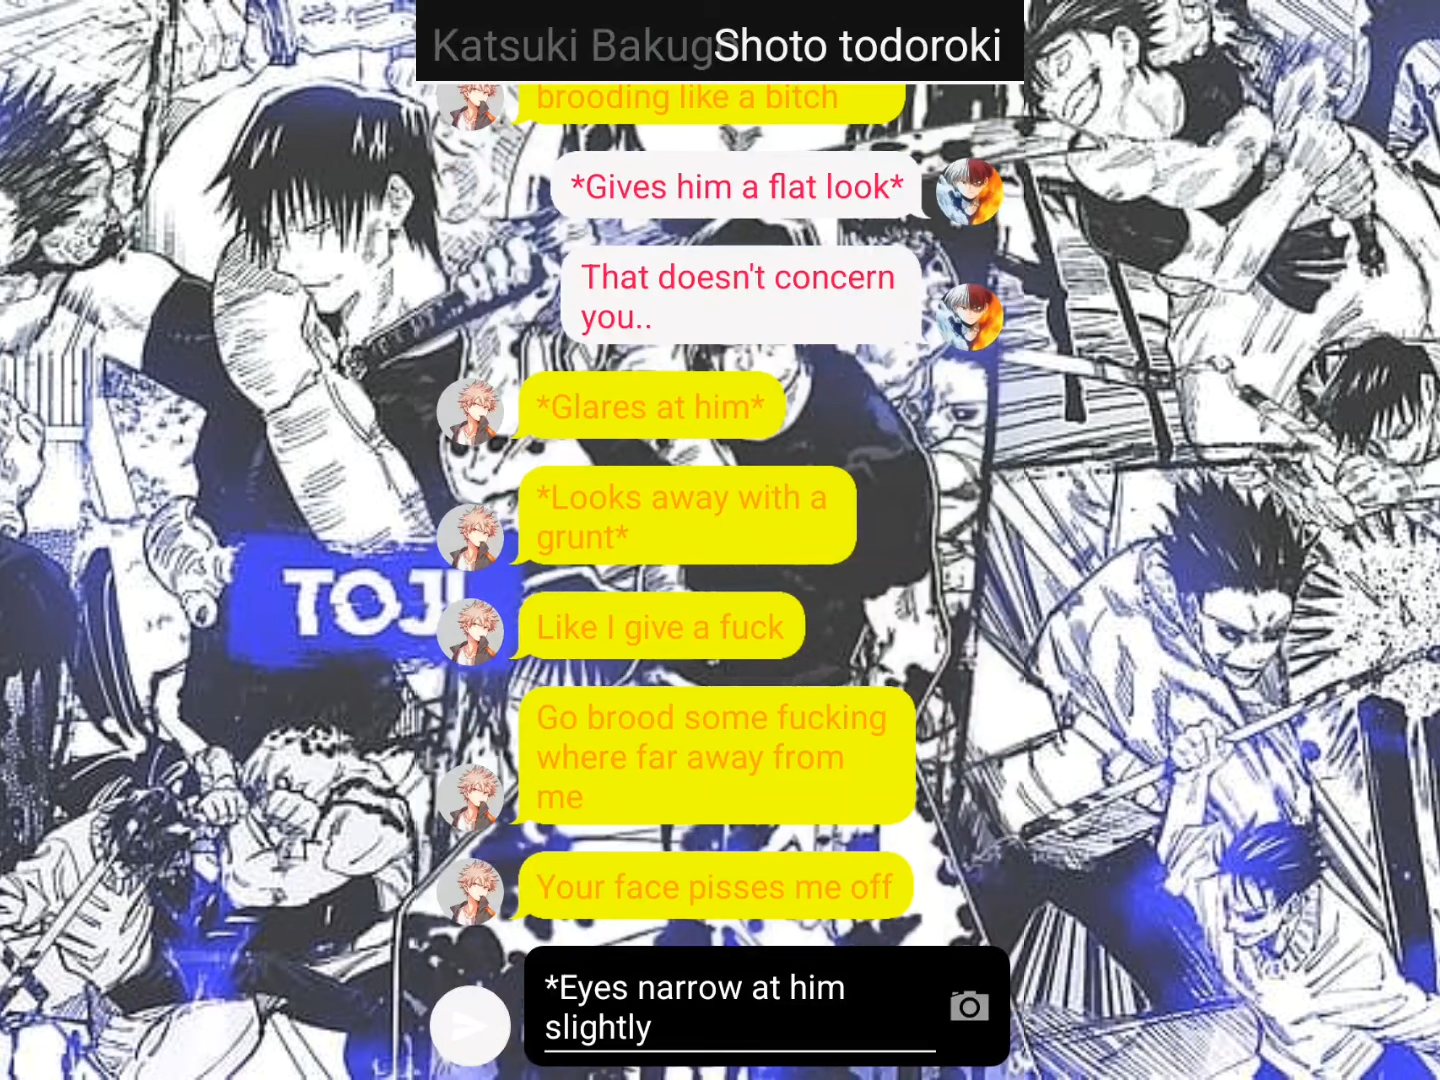 Katsuki Bakug
Shoto todoroki
brooding like a bitch
*Gives him a flat look*
That doesn't concern
you..
*Glares at him*
*Looks away with a
grunt*
TOJI
Like I give a fuck
Go brood some fucking
where far away from
me
Your face pisses me off
*Eyes narrow at him
slightly